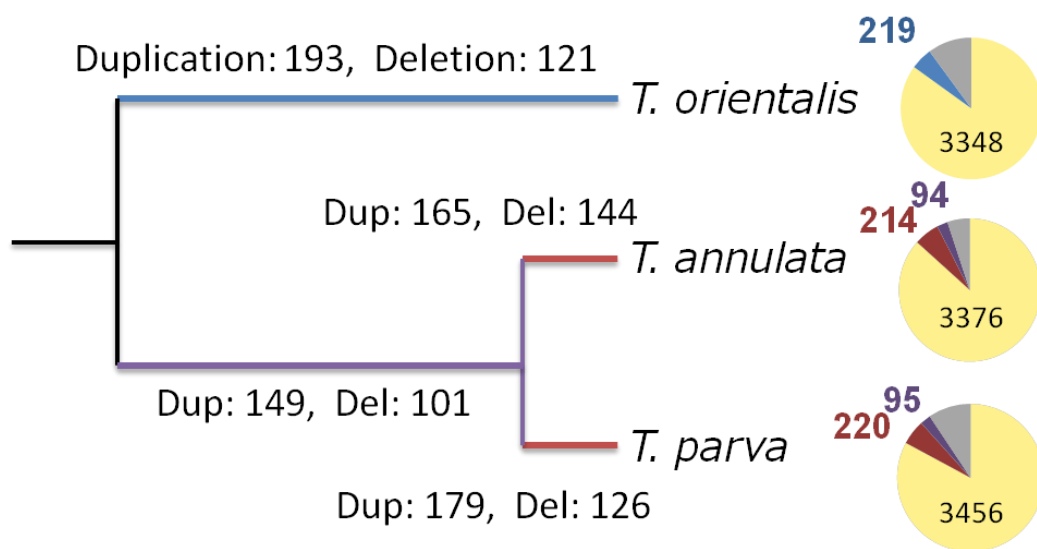 219
Duplication: 193, Deletion: 121
T. orientalis
3348
94
Dup: 165, Del: 144
214
T. annulata
3376
Dup: 149, Del: 101
95
220
T. parva
3456
Dup: 179, Del: 126